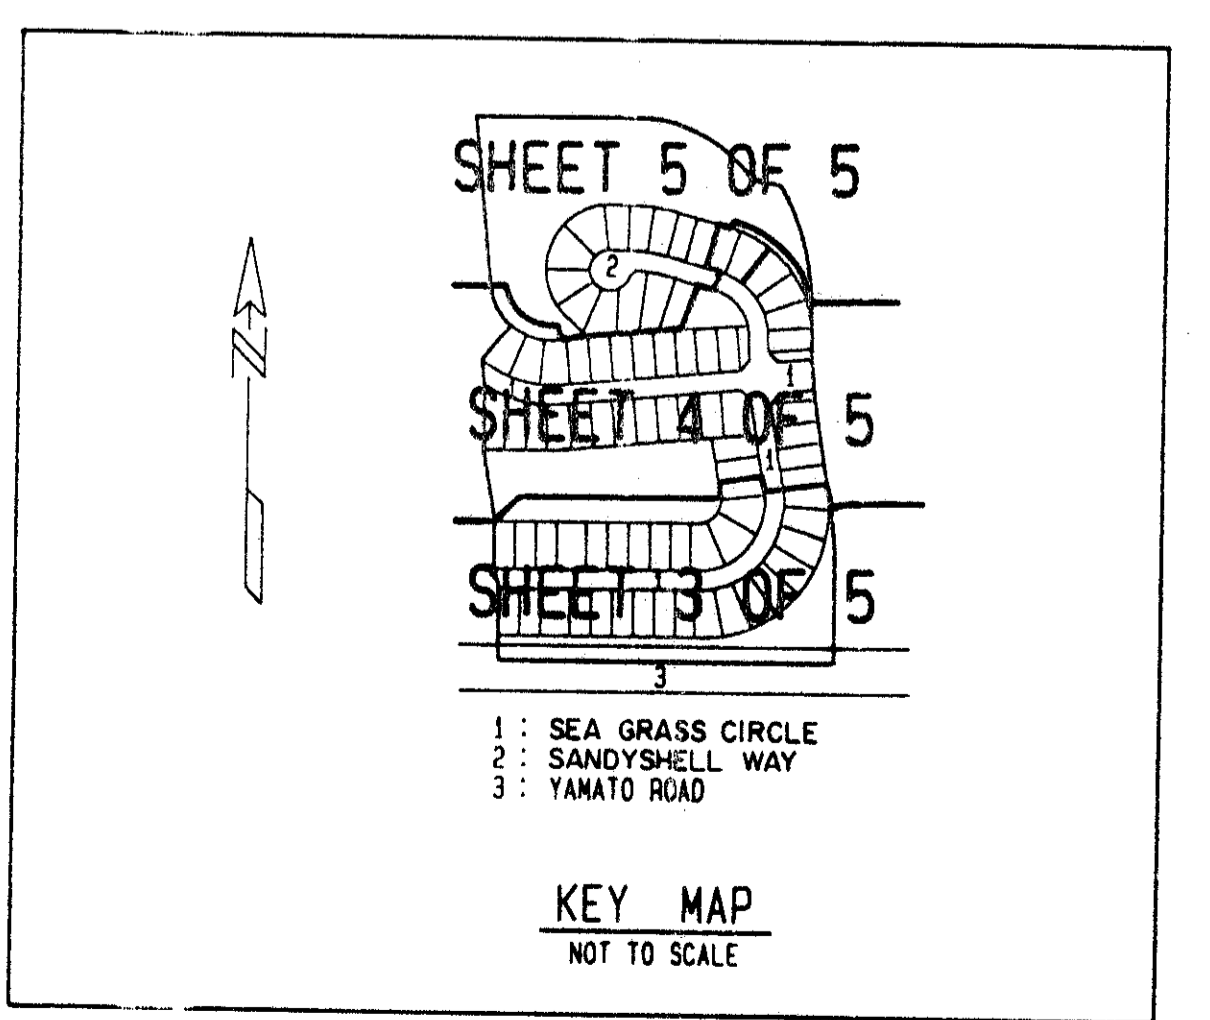 SHEET 5 OF 5
N
2
1
SHEET 4 OF 5
1
SHEET 3 OF 5
3
1 : SEA GRASS CIRCLE
2 : SANDYSHELL WAY
3 : YAMATO ROAD
KEY MAP
NOT TO SCALE